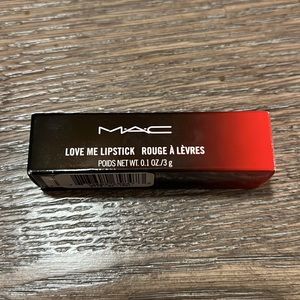 MAC
LOVE ME LIPSTICK ROUGE À LÈVRES
POIDS NET WT. 0.1 OZ./3 g